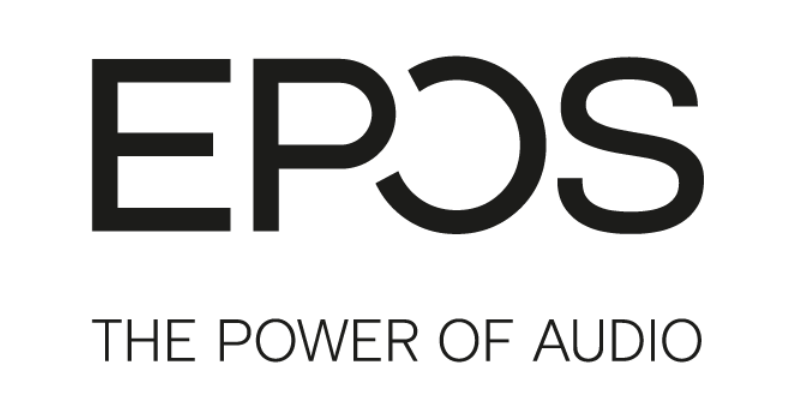 EPOS
THE POWER OF AUDIO